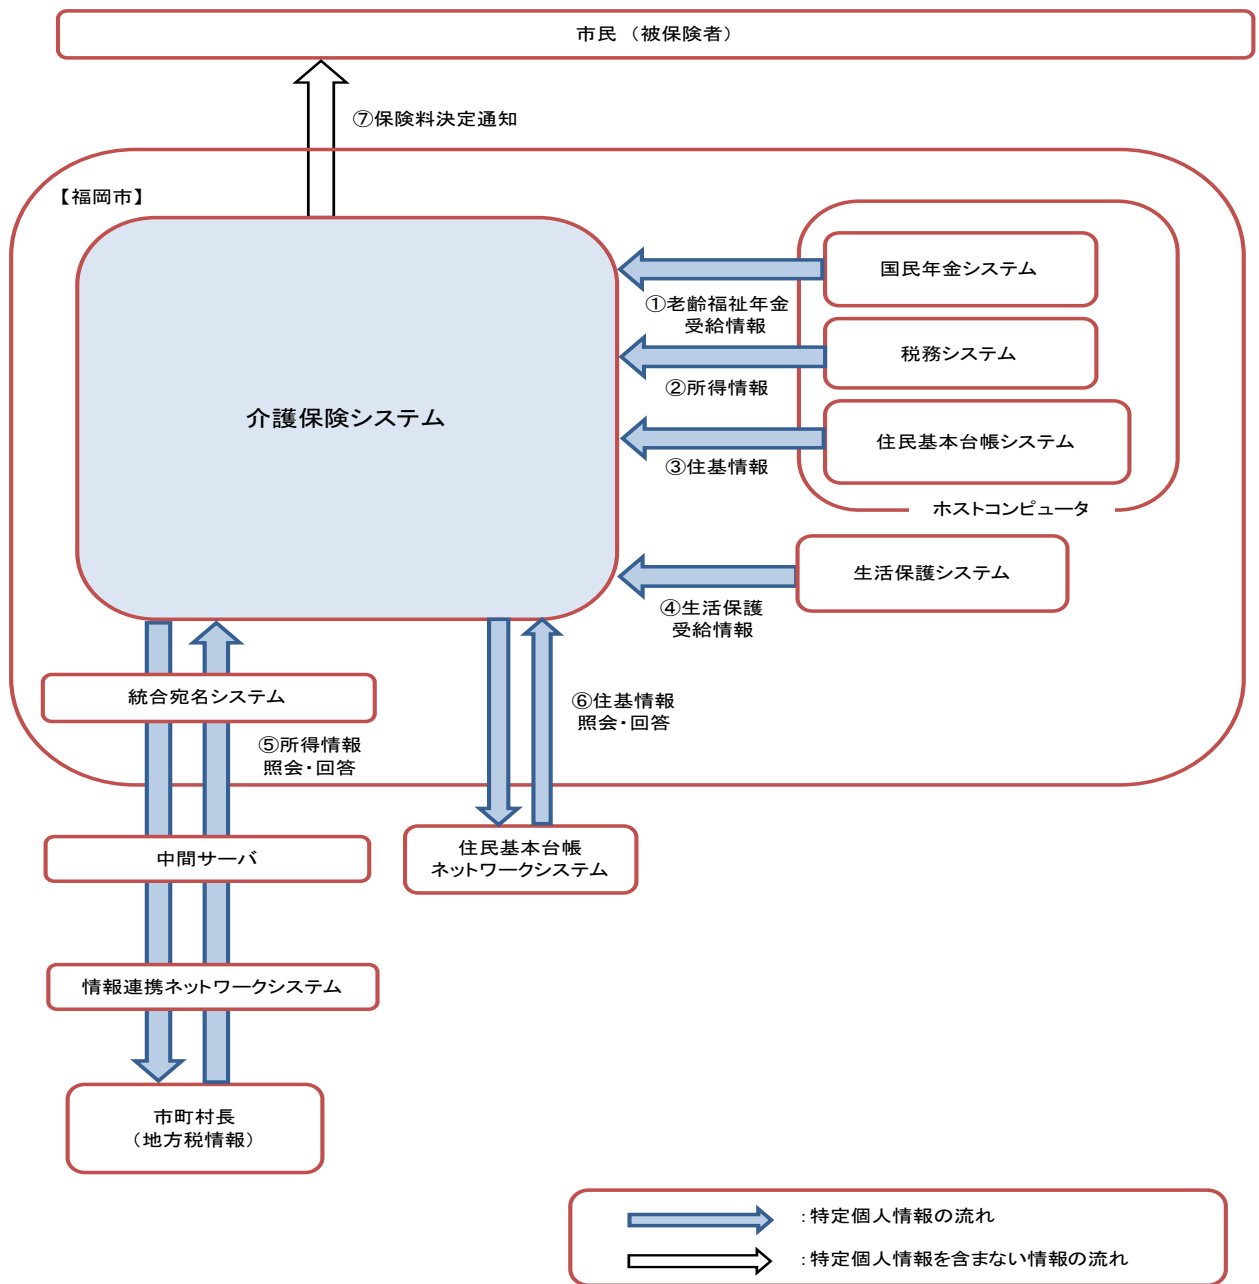 市民（被保険者）
⑦保険料決定通知
【福岡市】
国民年金システム
①老齢福祉年金
受給情報
税務システム
②所得情報
介護保険システム
住民基本台帳システム
③住基情報
ホストコンピュータ
生活保護システム
④生活保護
受給情報
統合宛名システム
⑤所得情報
照会・回答
⑥住基情報
照会・回答
中間サーバ
住民基本台帳
ネットワークシステム
情報連携ネットワークシステム
市町村長
（地方税情報）
：特定個人情報の流れ
：特定個人情報を含まない情報の流れ